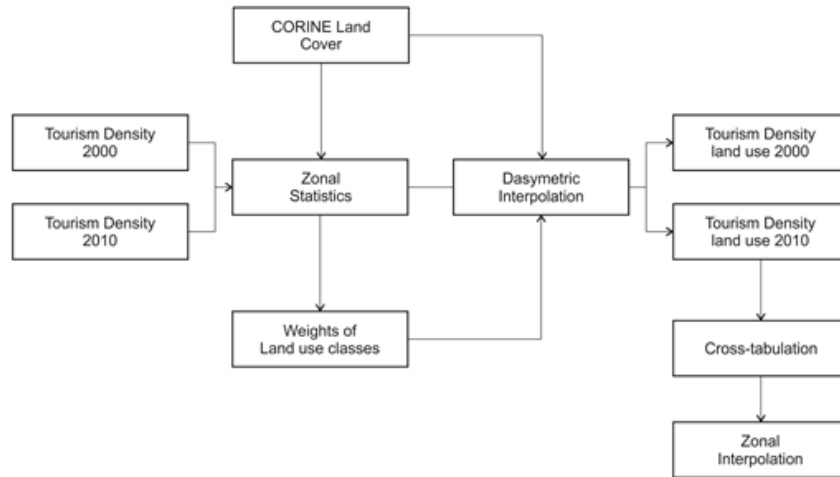 CORINE Land
Cover
Tourism Density
2000
Tourism Density
2010
Zonal
Statistics
Dasymetric
Interpolation
Tourism Density
land use 2000
Tourism Density
land use 2010
Weights of
Land use classes
Cross-tabulation
Zonal
Interpolation